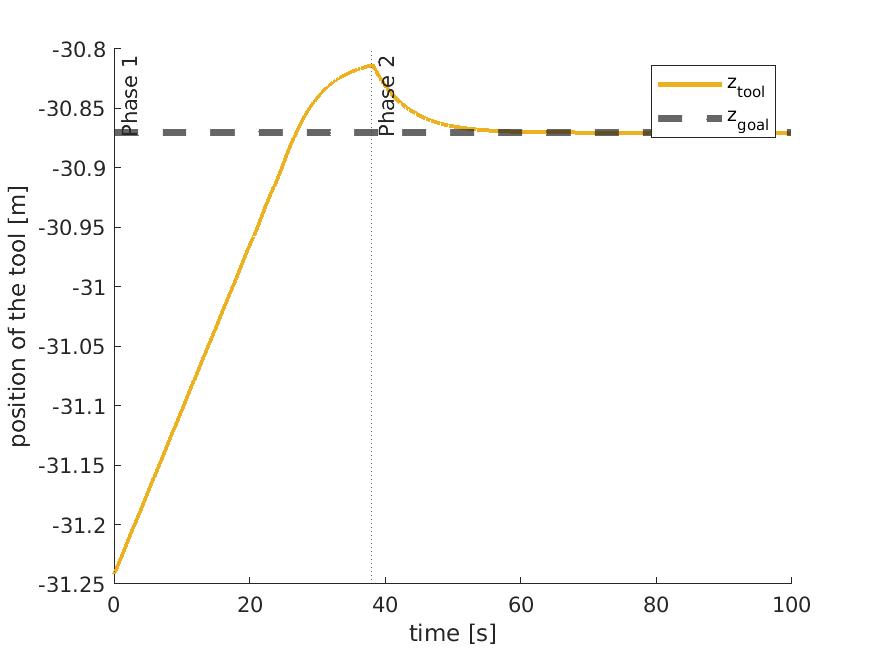 -30.8
-30.85
-30.9
-30.95
-31
-31.05
-31.1
-31.15
-31.2
-31.25
position of the tool [m]
Phase 1
Phase 2
z_tool
z_goal
0
20
40
60
80
100
time [s]